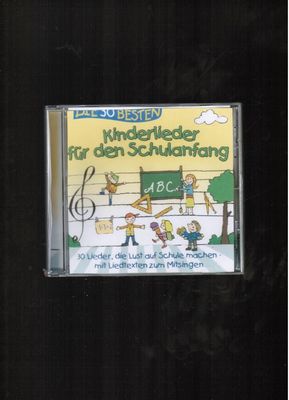 DIE 30 BESTEN
Kinderlieder
für den Schulanfang
ABC
30 Lieder, die Lust auf Schule machen -
mit Liedtexten zum Mitsingen